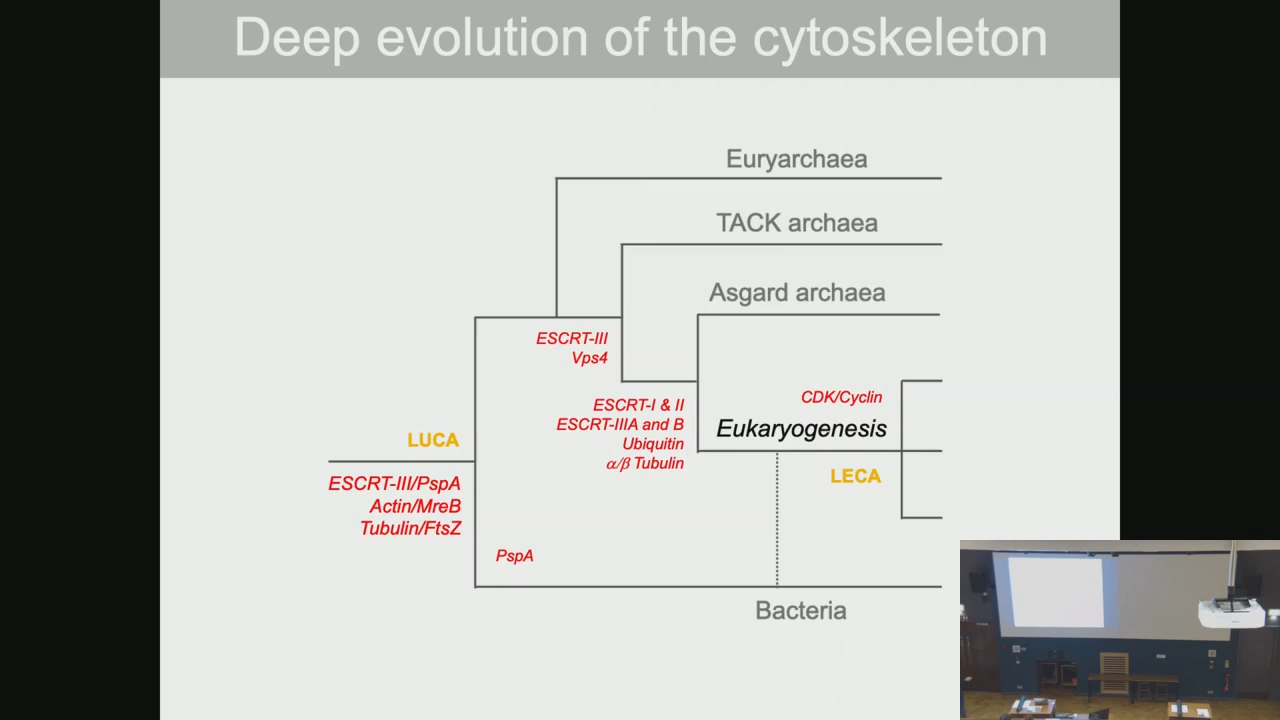 Deep evolution of the cytoskeleton
Euryarchaea
TACK archaea
Asgard archaea
ESCRT-III
Vps4
CDK/Cyclin
ESCRT-I & II
ESCRT-IIIA and B
Ubiquitin
α/β Tubulin
Eukaryogenesis
LUCA
LECA
ESCRT-III/PspA
Actin/MreB
Tubulin/FtsZ
PspA
Bacteria